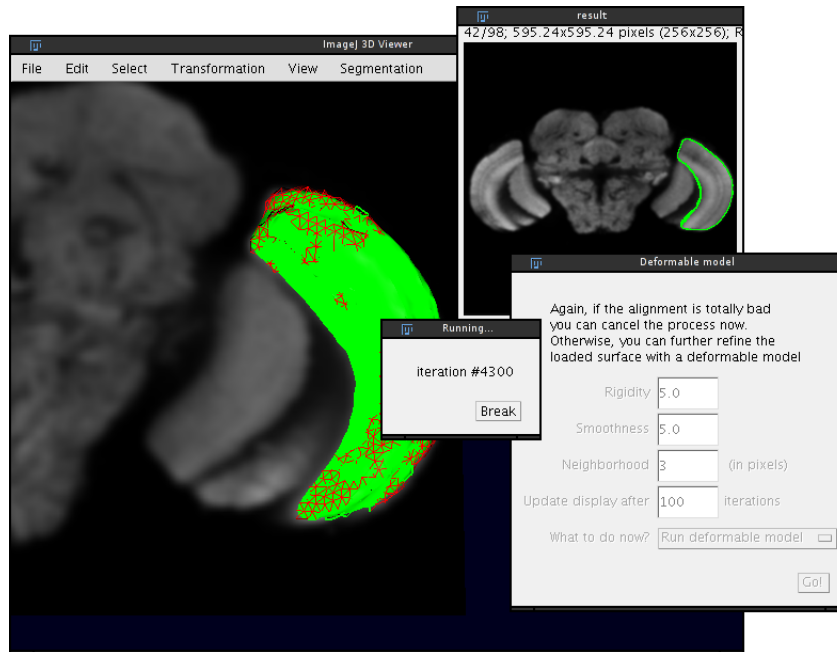 result
42/98; 595.24x595.24 pixels (256x256); R
ImageJ 3D Viewer
File Edit Select Transformation View Segmentation
Deformable model
Again, if the alignment is totally bad
you can cancel the process now.
Otherwise, you can further refine the
loaded surface with a deformable model
Rigidity 5.0
Smoothness 5.0
Neighborhood 3 (in pixels)
Update display after 100 iterations
What to do now? Run deformable model
Go!
Running...
iteration #4300
Break